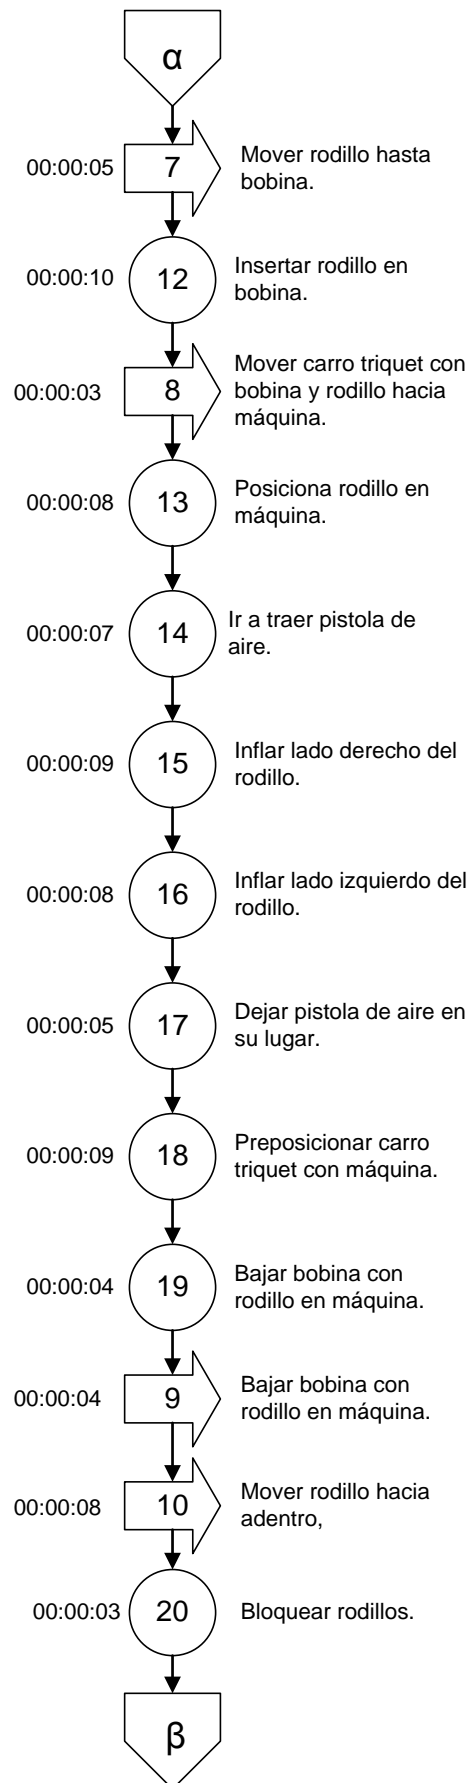 α
00:00:05
7
Mover rodillo hasta
bobina.
00:00:10
12
Insertar rodillo en
bobina.
00:00:03
8
Mover carro triquet con
bobina y rodillo hacia
máquina.
00:00:08
13
Posiciona rodillo en
máquina.
00:00:07
14
Ir a traer pistola de
aire.
00:00:09
15
Inflar lado derecho del
rodillo.
00:00:08
16
Inflar lado izquierdo del
rodillo.
00:00:05
17
Dejar pistola de aire en
su lugar.
00:00:09
18
Preposicionar carro
triquet con máquina.
00:00:04
19
Bajar bobina con
rodillo en máquina.
00:00:04
9
Bajar bobina con
rodillo en máquina.
00:00:08
10
Mover rodillo hacia
adentro,
00:00:03
20
Bloquear rodillos.
β